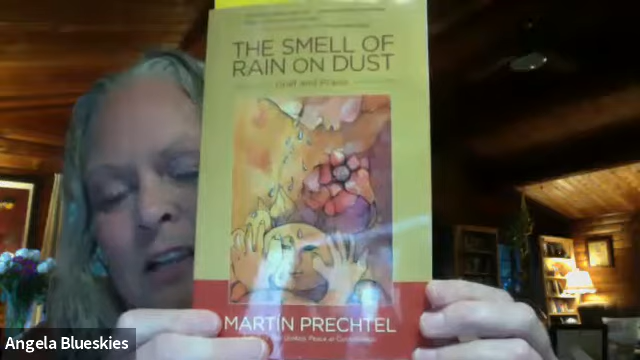 THE SMELL OF
RAIN ON DUST
Grief and Praise
MARTIN PRECHTEL
Angela Blueskies